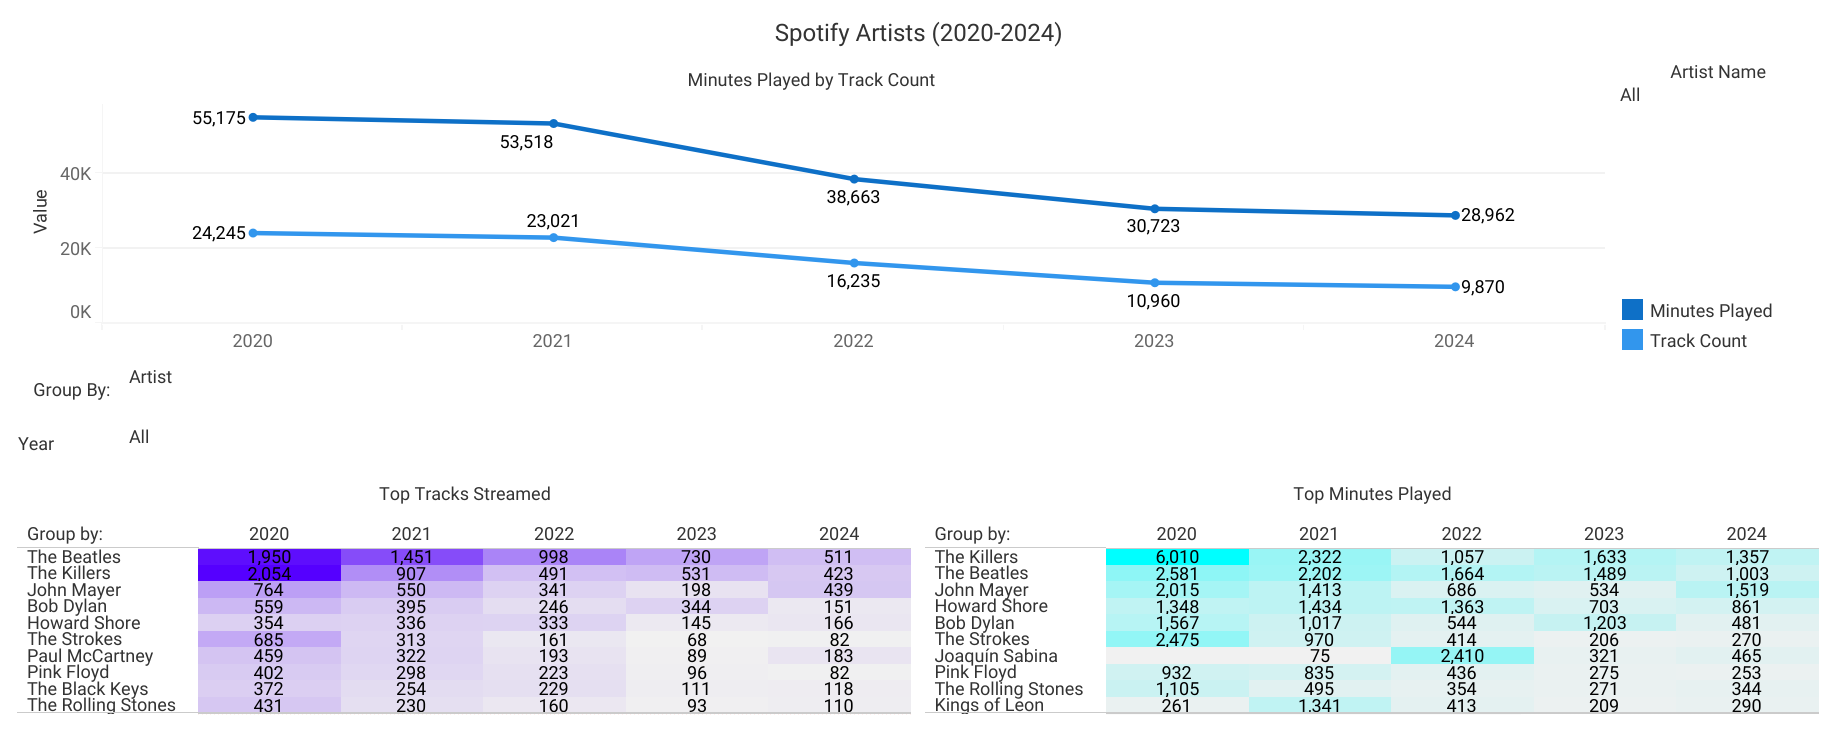 Spotify Artists (2020-2024)
Minutes Played by Track Count
Artist Name
All
Value
40K
20K
0K
55,175
53,518
38,663
30,723
28,962
24,245
23,021
16,235
10,960
9,870
2020 2021 2022 2023 2024
Minutes Played
Track Count
Group By: Artist
Year All
Top Tracks Streamed
Group by: 2020 2021 2022 2023 2024
The Beatles 1,950 1,451 998 730 511
The Killers 2,054 907 491 531 423
John Mayer 764 550 341 198 439
Bob Dylan 559 395 246 344 151
Howard Shore 354 336 333 145 166
The Strokes 685 313 161 68 82
Paul McCartney 459 322 193 89 183
Pink Floyd 402 298 223 96 82
The Black Keys 372 254 229 111 118
The Rolling Stones 431 230 160 93 110
Top Minutes Played
Group by: 2020 2021 2022 2023 2024
The Killers 6,010 2,322 1,057 1,633 1,357
The Beatles 2,581 2,202 1,664 1,489 1,003
John Mayer 2,015 1,413 686 534 1,519
Howard Shore 1,348 1,434 1,363 703 861
Bob Dylan 1,567 1,017 544 1,203 481
The Strokes 2,475 970 414 206 270
Joaquín Sabina 75 2,410 321 465
Pink Floyd 932 835 436 275 253
The Rolling Stones 1,105 495 354 271 344
Kings of Leon 261 1,341 413 209 290